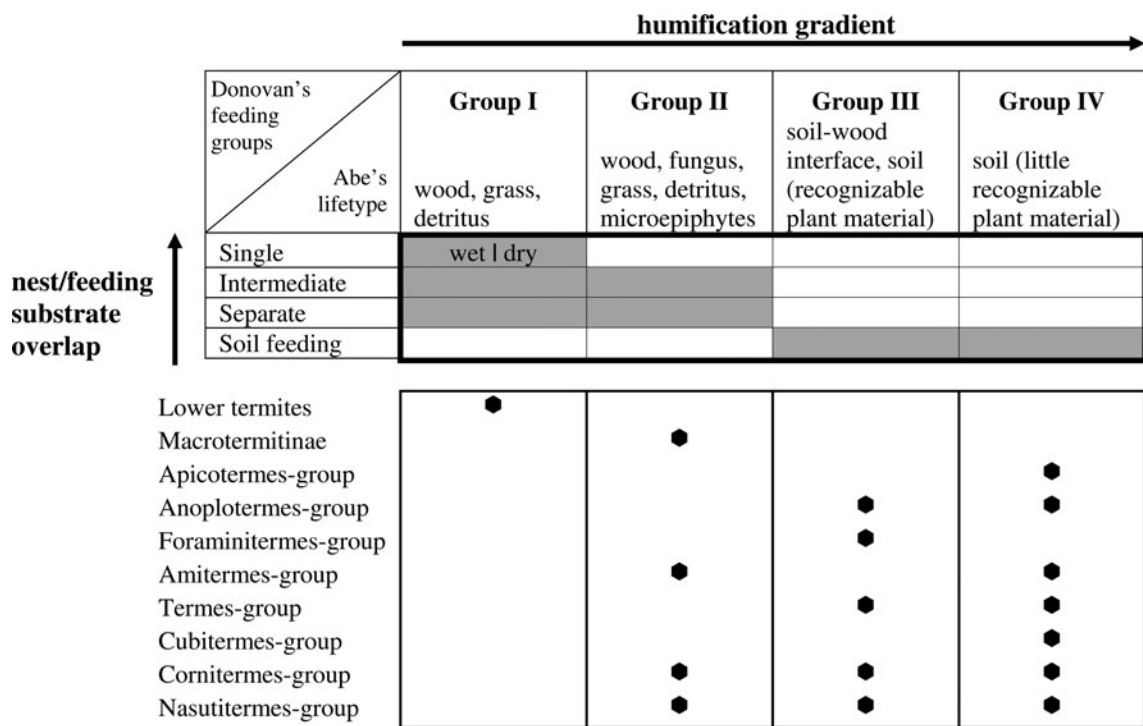 humification gradient
Donovan's
feeding
groups
Abe's
lifetype
Group I
wood, grass,
detritus
Group II
wood, fungus,
grass, detritus,
microepiphytes
Group III
soil-wood
interface, soil
(recognizable
plant material)
Group IV
soil (little
recognizable
plant material)
nest/feeding
substrate
overlap
Single
wet | dry
Intermediate
Separate
Soil feeding
Lower termites
Macrotermitinae
Apicotermes-group
Anoplotermes-group
Foraminitermes-group
Amitermes-group
Termes-group
Cubitermes-group
Cornitermes-group
Nasutitermes-group